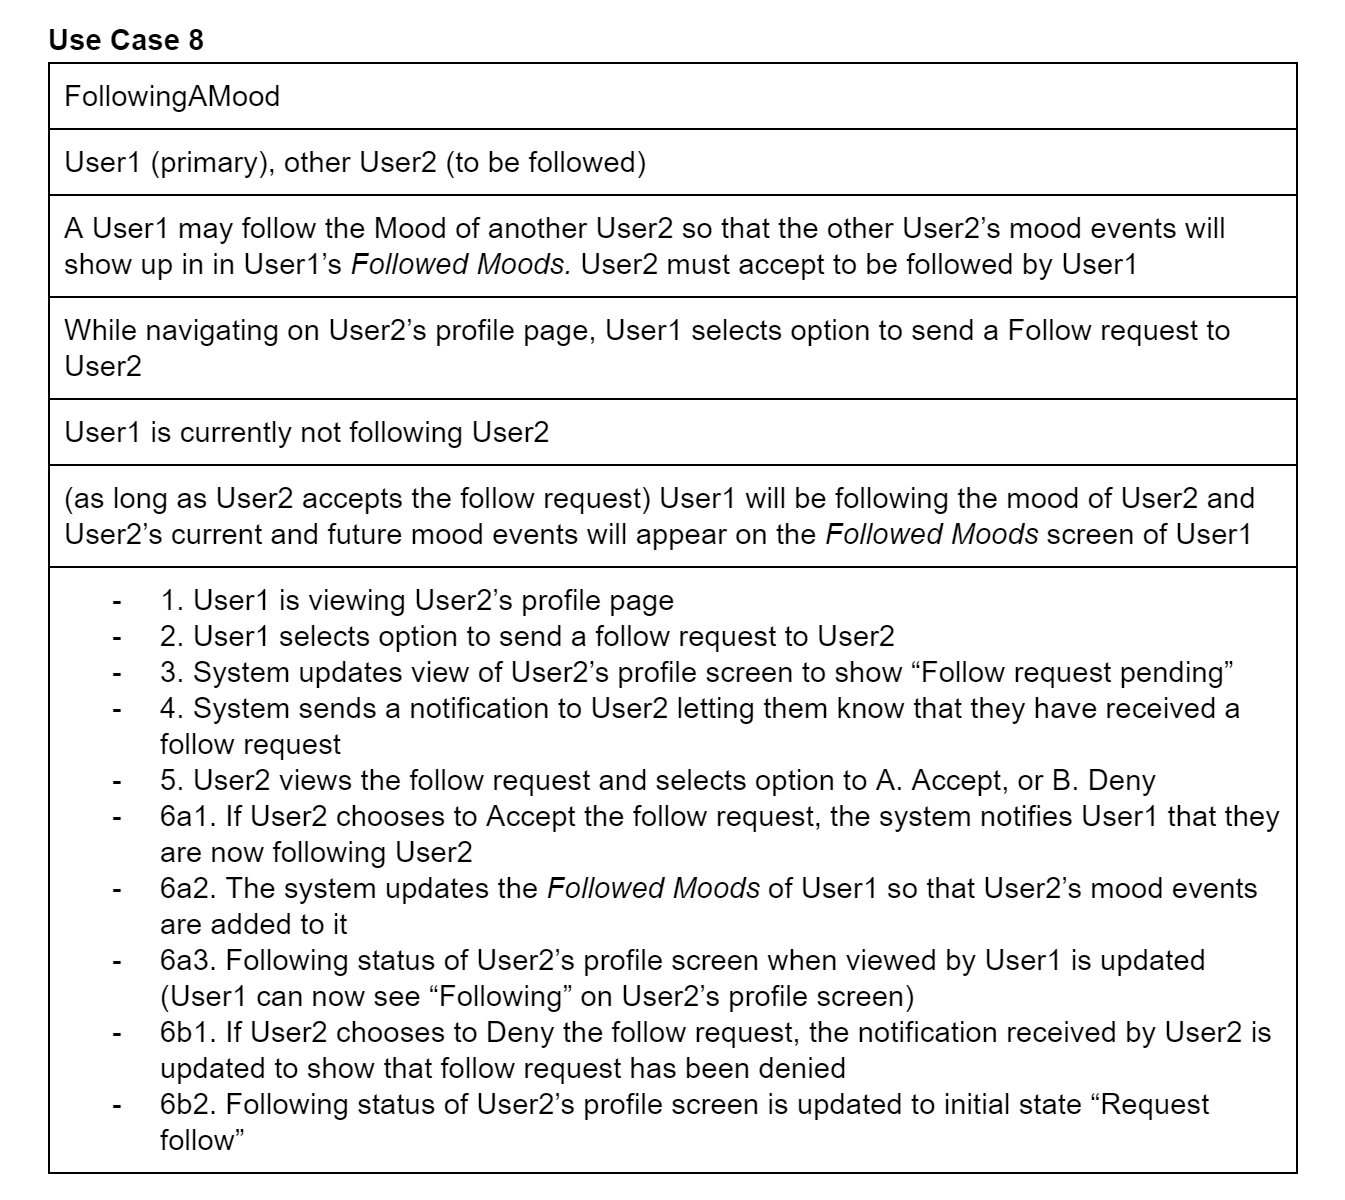 Use Case 8
FollowingAMood
User1 (primary), other User2 (to be followed)
A User1 may follow the Mood of another User2 so that the other User2’s mood events will
show up in in User1’s Followed Moods. User2 must accept to be followed by User1
While navigating on User2’s profile page, User1 selects option to send a Follow request to
User2
User1 is currently not following User2
(as long as User2 accepts the follow request) User1 will be following the mood of User2 and
User2’s current and future mood events will appear on the Followed Moods screen of User1
- 1. User1 is viewing User2’s profile page
- 2. User1 selects option to send a follow request to User2
- 3. System updates view of User2’s profile screen to show “Follow request pending”
- 4. System sends a notification to User2 letting them know that they have received a
follow request
- 5. User2 views the follow request and selects option to A. Accept, or B. Deny
- 6a1. If User2 chooses to Accept the follow request, the system notifies User1 that they
are now following User2
- 6a2. The system updates the Followed Moods of User1 so that User2’s mood events
are added to it
- 6a3. Following status of User2’s profile screen when viewed by User1 is updated
(User1 can now see “Following” on User2’s profile screen)
- 6b1. If User2 chooses to Deny the follow request, the notification received by User2 is
updated to show that follow request has been denied
- 6b2. Following status of User2’s profile screen is updated to initial state “Request
follow”